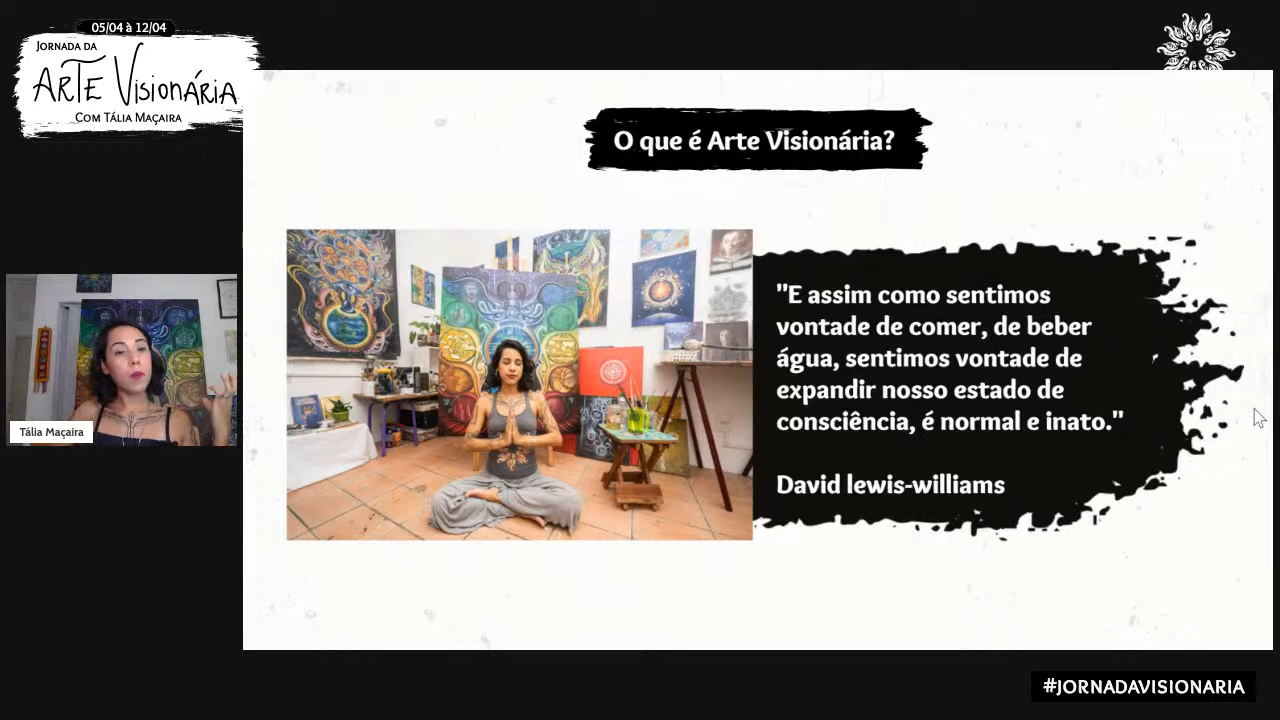 05/04 à 12/04
JORNADA DA
ARTE VISIONÁRIA
COM TÁLIA MAÇAIRA
O que é Arte Visionária?
"E assim como sentimos
vontade de comer, de beber
água, sentimos vontade de
expandir nosso estado de
consciência, é normal e inato."
David lewis-williams
Tália Maçaira
#JORNADAVISIONARIA